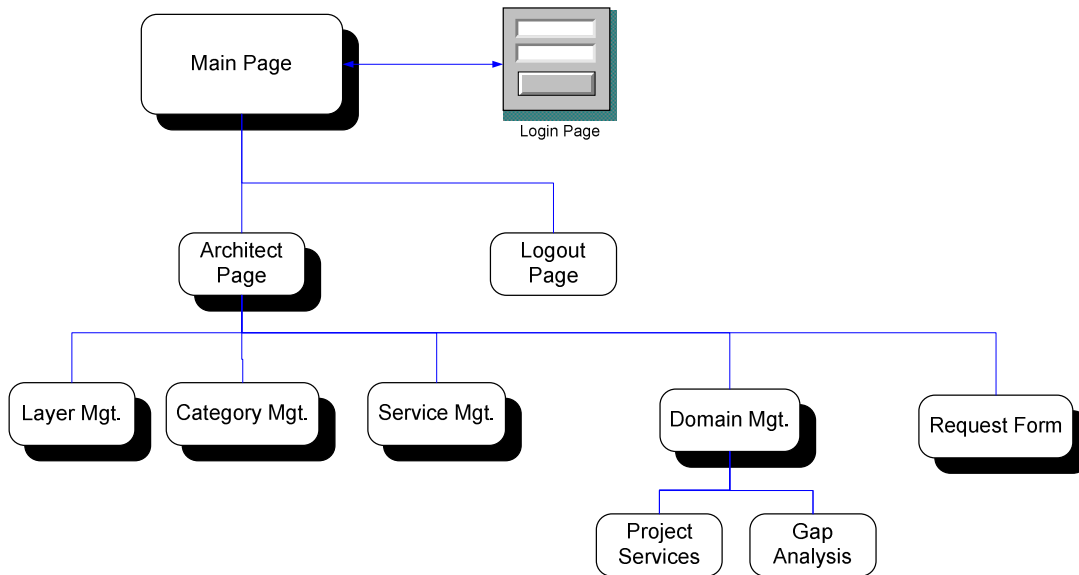 Main Page
Login Page
Architect
Page
Logout
Page
Layer Mgt.
Category Mgt.
Service Mgt.
Domain Mgt.
Request Form
Project
Services
Gap
Analysis